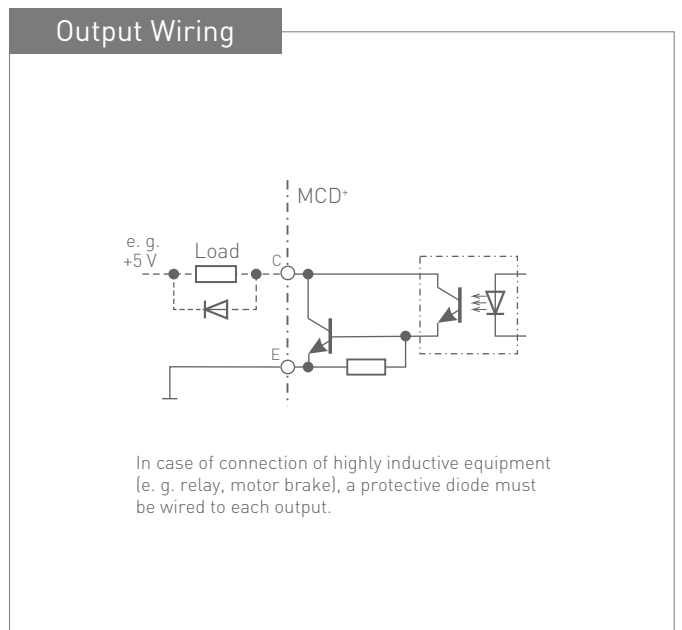 Output Wiring
MCD⁺
e. g.
+5 V
Load
C
E
In case of connection of highly inductive equipment
(e. g. relay, motor brake), a protective diode must
be wired to each output.